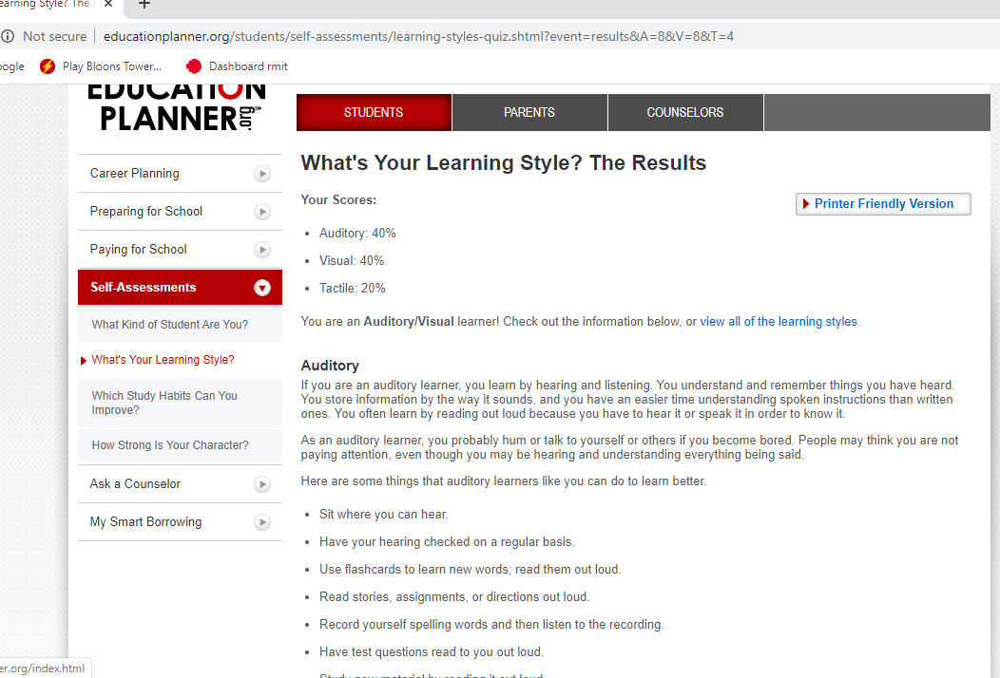 earning Style? The
Not secure | educationplanner.org/students/self-assessments/learning-styles-quiz.shtml?event=results&A=8&V=8&T=4
oogle Play Bloons Tower... Dashboard rmit
EDUCATION
PLANNER.org℠
STUDENTS PARENTS COUNSELORS
Career Planning
Preparing for School
Paying for School
Self-Assessments
What Kind of Student Are You?
What's Your Learning Style?
Which Study Habits Can You
Improve?
How Strong Is Your Character?
Ask a Counselor
My Smart Borrowing
What's Your Learning Style? The Results
Your Scores:
Printer Friendly Version
• Auditory: 40%
• Visual: 40%
• Tactile: 20%
You are an Auditory/Visual learner! Check out the information below, or view all of the learning styles.
Auditory
If you are an auditory learner, you learn by hearing and listening. You understand and remember things you have heard.
You store information by the way it sounds, and you have an easier time understanding spoken instructions than written
ones. You often learn by reading out loud because you have to hear it or speak it in order to know it.
As an auditory learner, you probably hum or talk to yourself or others if you become bored. People may think you are not
paying attention, even though you may be hearing and understanding everything being said.
Here are some things that auditory learners like you can do to learn better.
• Sit where you can hear.
• Have your hearing checked on a regular basis.
• Use flashcards to learn new words; read them out loud.
• Read stories, assignments, or directions out loud.
• Record yourself spelling words and then listen to the recording.
• Have test questions read to you out loud.
• Study new material by reading it out loud.
er.org/index.html